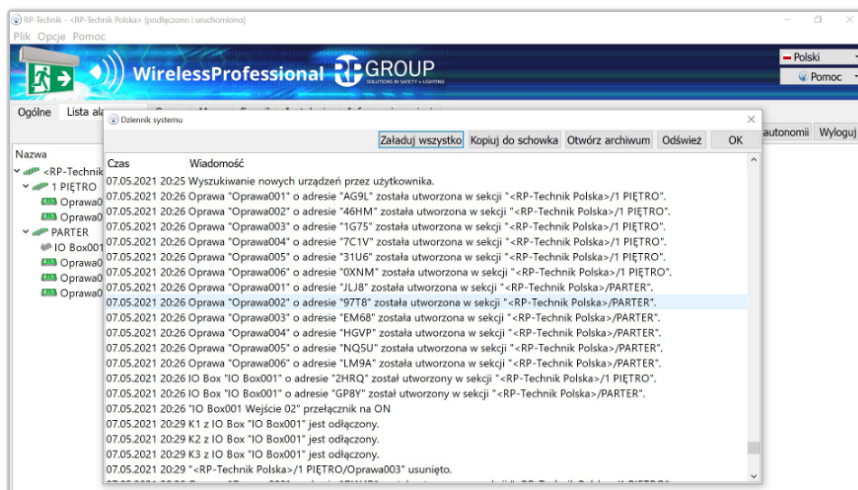 RP-Technik - <RP-Technik Polska> [podłączono i uruchomiono]
Plik Opcje Pomoc
WirelessProfessional RP GROUP
SOLUTIONS IN SAFETY + LIGHTING
Polski
Pomoc
Ogólne Lista
Dziennik systemu
Załaduj wszystko Kopiuj do schowka Otwórz archiwum Odśwież OK
autonomii Wyloguj
Nazwa
<RP-Technik
1 PIĘTRO
Oprawa0
Oprawa0
PARTER
IO Box001
Oprawa0
Oprawa0
Czas Wiadomość
07.05.2021 20:25 Wyszukiwanie nowych urządzeń przez użytkownika.
07.05.2021 20:26 Oprawa "Oprawa001" o adresie "AG9L" została utworzona w sekcji "<RP-Technik Polska>/1 PIĘTRO".
07.05.2021 20:26 Oprawa "Oprawa002" o adresie "46HM" została utworzona w sekcji "<RP-Technik Polska>/1 PIĘTRO".
07.05.2021 20:26 Oprawa "Oprawa003" o adresie "1G75" została utworzona w sekcji "<RP-Technik Polska>/1 PIĘTRO".
07.05.2021 20:26 Oprawa "Oprawa004" o adresie "7C1V" została utworzona w sekcji "<RP-Technik Polska>/1 PIĘTRO".
07.05.2021 20:26 Oprawa "Oprawa005" o adresie "31U6" została utworzona w sekcji "<RP-Technik Polska>/1 PIĘTRO".
07.05.2021 20:26 Oprawa "Oprawa006" o adresie "0XNM" została utworzona w sekcji "<RP-Technik Polska>/1 PIĘTRO".
07.05.2021 20:26 Oprawa "Oprawa001" o adresie "JLJ8" została utworzona w sekcji "<RP-Technik Polska>/PARTER".
07.05.2021 20:26 Oprawa "Oprawa002" o adresie "97T8" została utworzona w sekcji "<RP-Technik Polska>/PARTER".
07.05.2021 20:26 Oprawa "Oprawa003" o adresie "EM68" została utworzona w sekcji "<RP-Technik Polska>/PARTER".
07.05.2021 20:26 Oprawa "Oprawa004" o adresie "HGVP" została utworzona w sekcji "<RP-Technik Polska>/PARTER".
07.05.2021 20:26 Oprawa "Oprawa005" o adresie "NQ5U" została utworzona w sekcji "<RP-Technik Polska>/PARTER".
07.05.2021 20:26 Oprawa "Oprawa006" o adresie "LM9A" została utworzona w sekcji "<RP-Technik Polska>/PARTER".
07.05.2021 20:26 IO Box "IO Box001" o adresie "2HRQ" został utworzony w sekcji "<RP-Technik Polska>/1 PIĘTRO".
07.05.2021 20:26 IO Box "IO Box001" o adresie "GP8Y" został utworzony w sekcji "<RP-Technik Polska>/PARTER".
07.05.2021 20:26 "IO Box001 Wejście 02" przełącznik na ON
07.05.2021 20:29 K1 z IO Box "IO Box001" jest odłączony.
07.05.2021 20:29 K2 z IO Box "IO Box001" jest odłączony.
07.05.2021 20:29 K3 z IO Box "IO Box001" jest odłączony.
07.05.2021 20:29 "<RP-Technik Polska>/1 PIĘTRO/Oprawa003" usunięto.